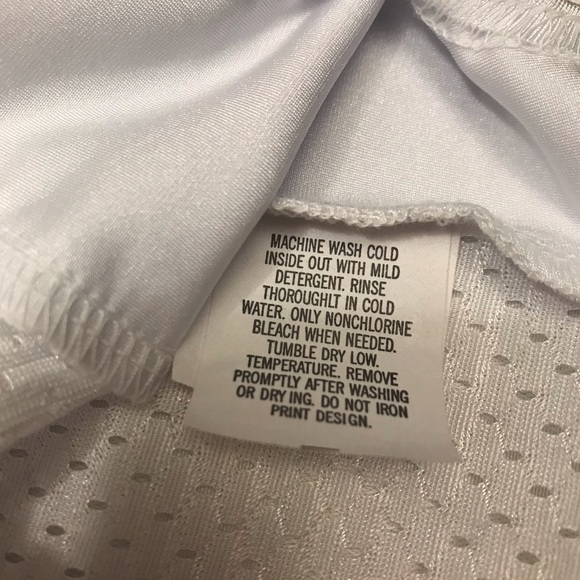 MACHINE WASH COLD
INSIDE OUT WITH MILD
DETERGENT. RINSE
THOROUGHLT IN COLD
WATER. ONLY NONCHLORINE
BLEACH WHEN NEEDED.
TUMBLE DRY LOW.
TEMPERATURE. REMOVE
PROMPTLY AFTER WASHING
OR DRY ING. DO NOT IRON
PRINT DESIGN.